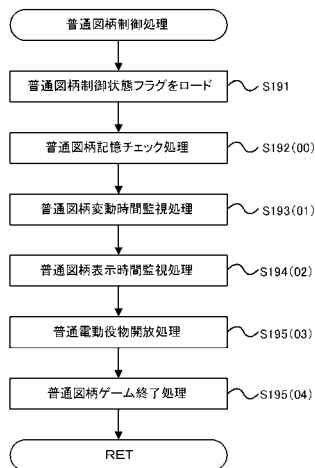 普通図柄制御処理
普通図柄制御状態フラグをロード
S191
普通図柄記憶チェック処理
S192(00)
普通図柄変動時間監視処理
S193(01)
普通図柄表示時間監視処理
S194(02)
普通電動役物開放処理
S195(03)
普通図柄ゲーム終了処理
S195(04)
RET